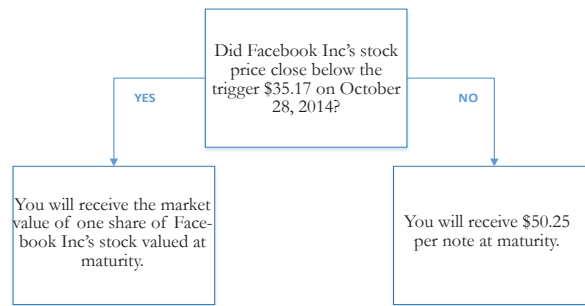 Did Facebook Inc's stock
price close below the
trigger $35.17 on October
28, 2014?
YES
NO
You will receive the market
value of one share of Face-
book Inc's stock valued at
maturity.
You will receive $50.25
per note at maturity.